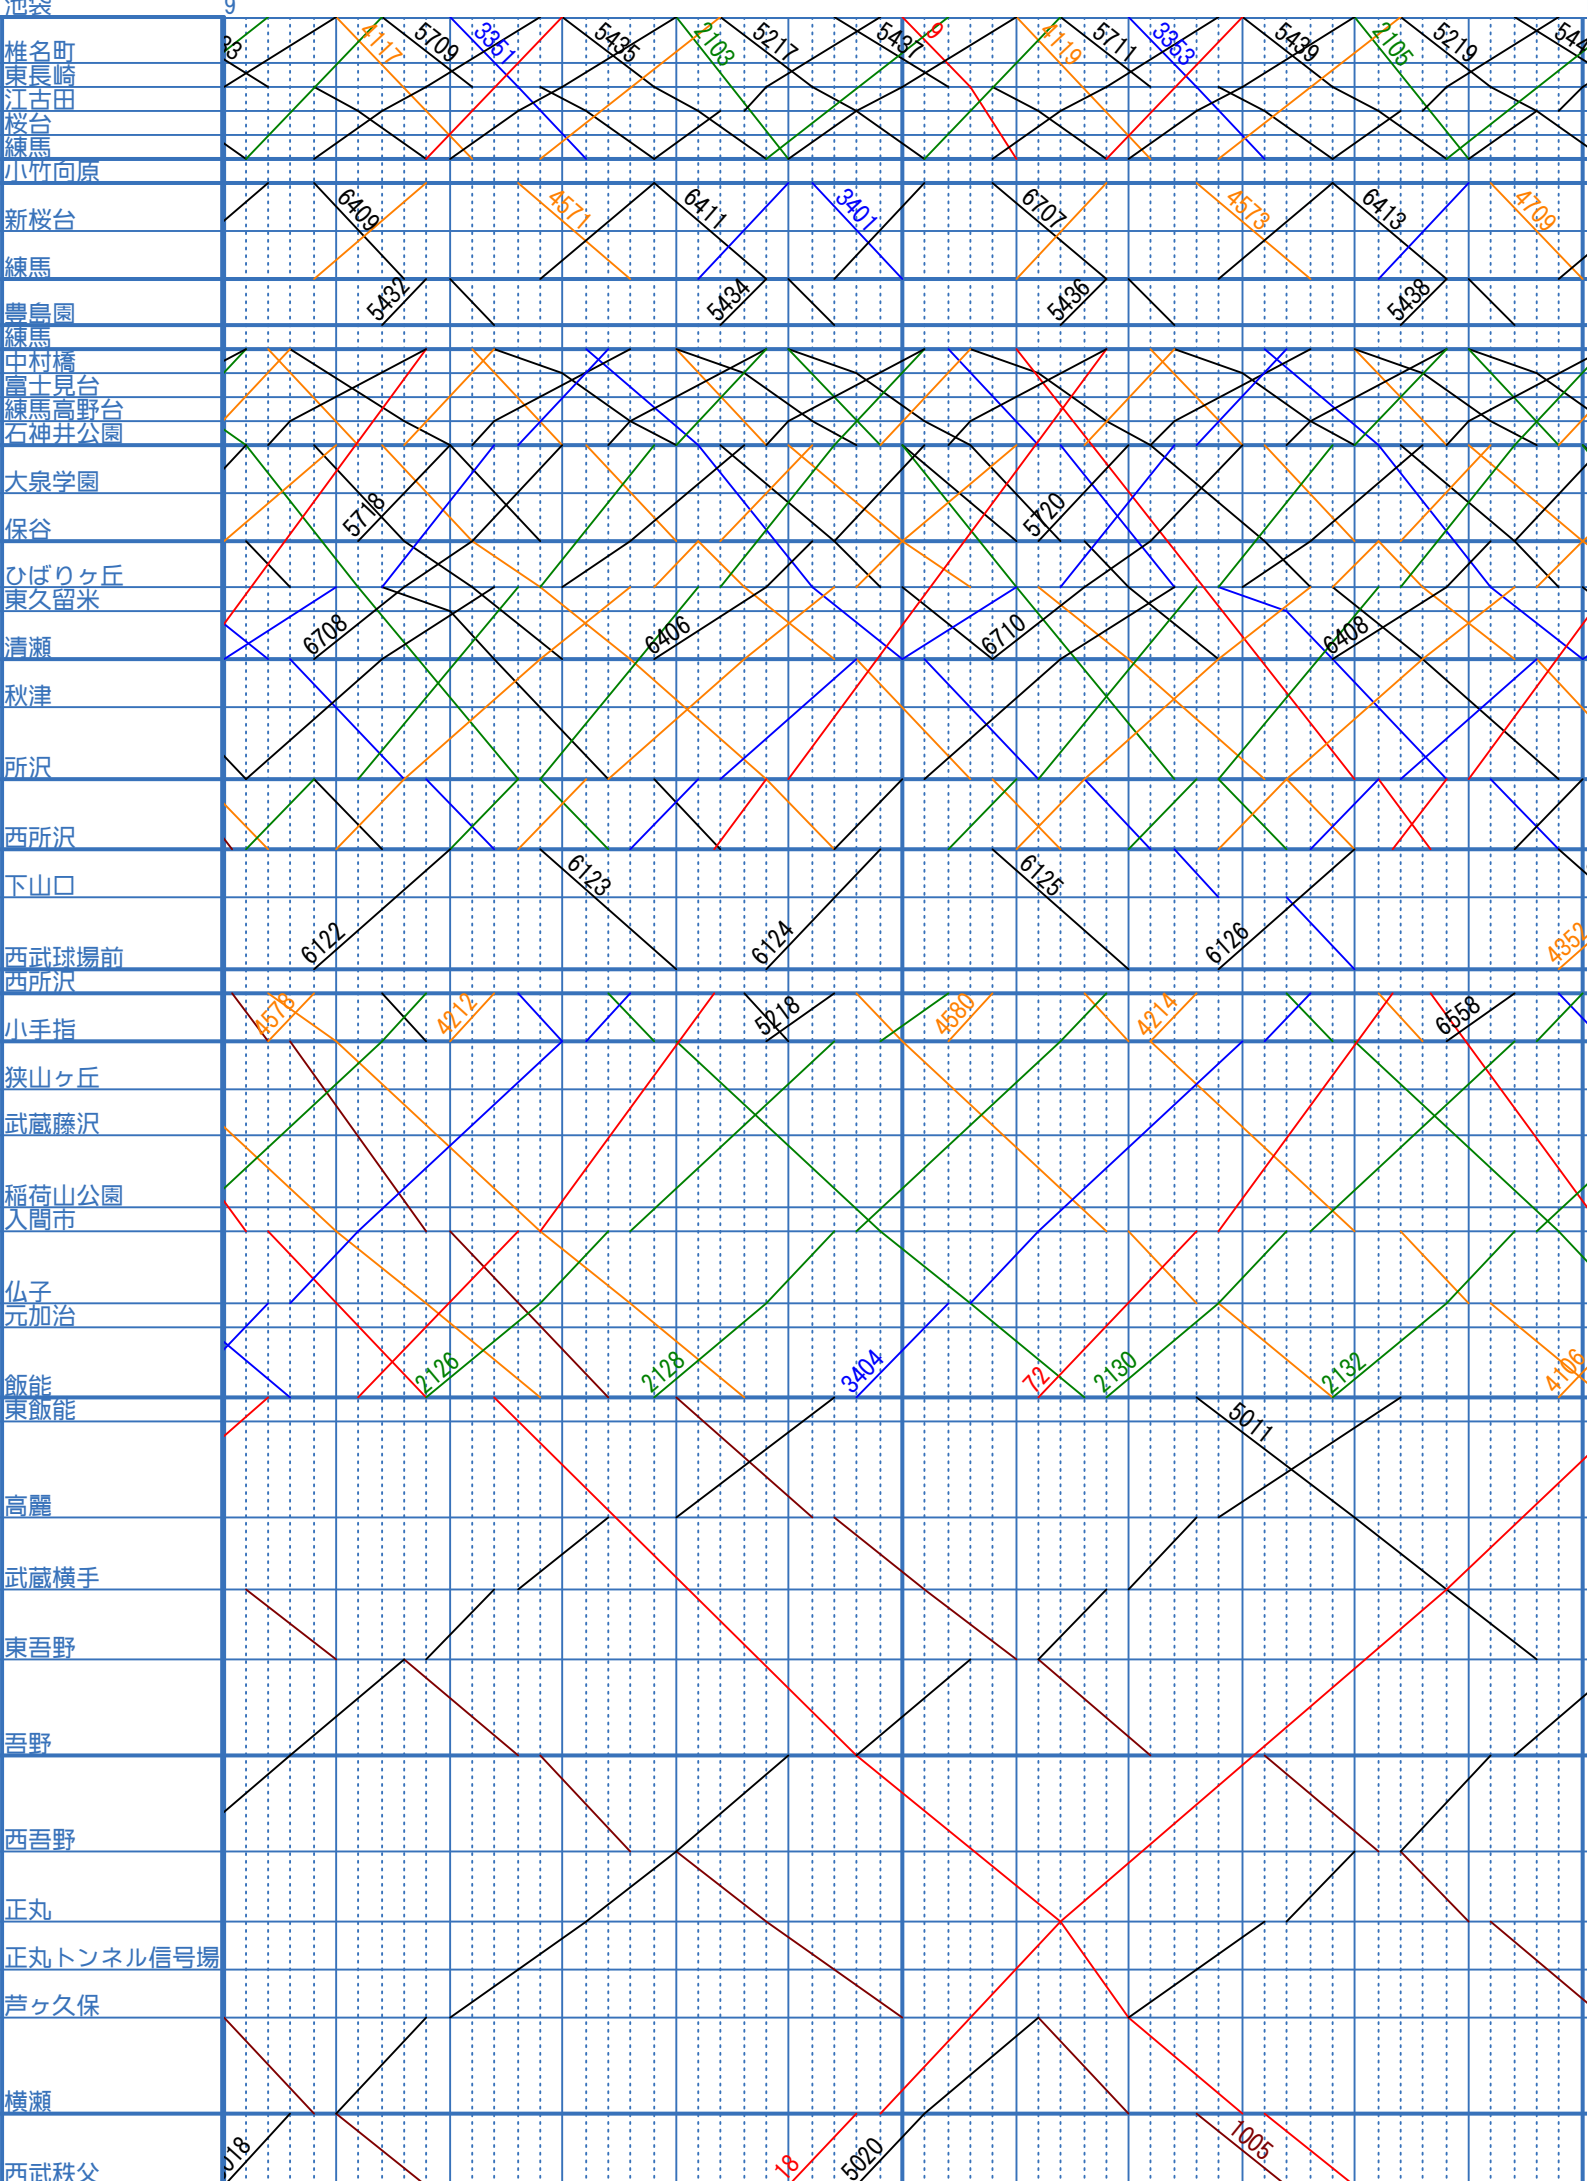 池袋 9
椎名町
東長崎
江古田
桜台
練馬
小竹向原
新桜台
練馬
豊島園
練馬
中村橋
富士見台
練馬高野台
石神井公園
大泉学園
保谷
ひばりヶ丘
東久留米
清瀬
秋津
所沢
西所沢
下山口
西武球場前
西所沢
小手指
狭山ヶ丘
武蔵藤沢
稲荷山公園
入間市
仏子
元加治
飯能
東飯能
高麗
武蔵横手
東吾野
吾野
西吾野
正丸
正丸トンネル信号場
芦ヶ久保
横瀬
西武秩父
4117 5709 3351 5435 2103 5217 5437 9 4119 5711 3353 5439 2105 5219
6409 4571 6411 3401 6707 4573 6413 4709
5432 5434 5436 5438
5718 5720
6708 6406 6710 6408
6123 6125
6122 6124 6126 4352
4578 4212 5218 4580 4214 6558
2126 2128 3404 72 2130 2132 4106
5011
018 18 5020 1005